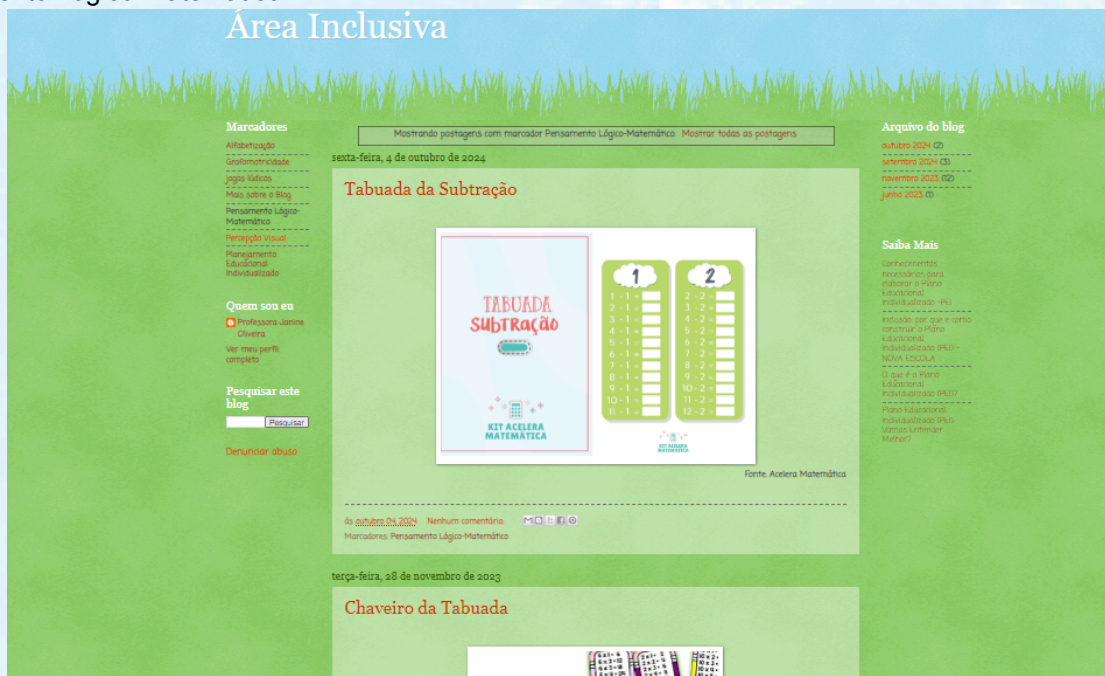 Área Inclusiva
Marcadores
Alfabetização
Grafomotricidade
jogos lúdicos
Mais sobre o Blog
Pensamento Lógico-
Matemático
Percepção Visual
Planejamento
Educacional
Individualizado
Quem sou eu
Professora Janine
Oliveira
Ver meu perfil
completo
Pesquisar este
blog
Pesquisar
Denunciar abuso
Mostrando postagens com marcador Pensamento Lógico-Matemático. Mostrar todas as postagens
sexta-feira, 4 de outubro de 2024
Tabuada da Subtração
TABUADA
SUBTRAÇÃO
KIT ACELERA
MATEMÁTICA
1
1 - 1 =
2 - 1 =
3 - 1 =
4 - 1 =
5 - 1 =
6 - 1 =
7 - 1 =
8 - 1 =
9 - 1 =
10 - 1 =
11 - 1 =
2
2 - 2 =
3 - 2 =
4 - 2 =
5 - 2 =
6 - 2 =
7 - 2 =
8 - 2 =
9 - 2 =
10 - 2 =
11 - 2 =
12 - 2 =
KIT ACELERA
MATEMÁTICA
Fonte: Acelera Matemática
às outubro 04, 2024 Nenhum comentário:
Marcadores: Pensamento Lógico-Matemático
terça-feira, 28 de novembro de 2023
Chaveiro da Tabuada
Arquivo do blog
outubro 2024 (2)
setembro 2024 (3)
novembro 2023 (12)
junho 2023 (1)
Saiba Mais
Conhecimentos
necessários para
elaborar o Plano
Educacional
Individualizado -PEI
Inclusão: por que e como
construir o Plano
Educacional
Individualizado (PEI) -
NOVA ESCOLA
O que é o Plano
Educacional
Individualizado (PEI)?
Plano Educacional
Individualizado (PEI):
Vamos Entender
Melhor?